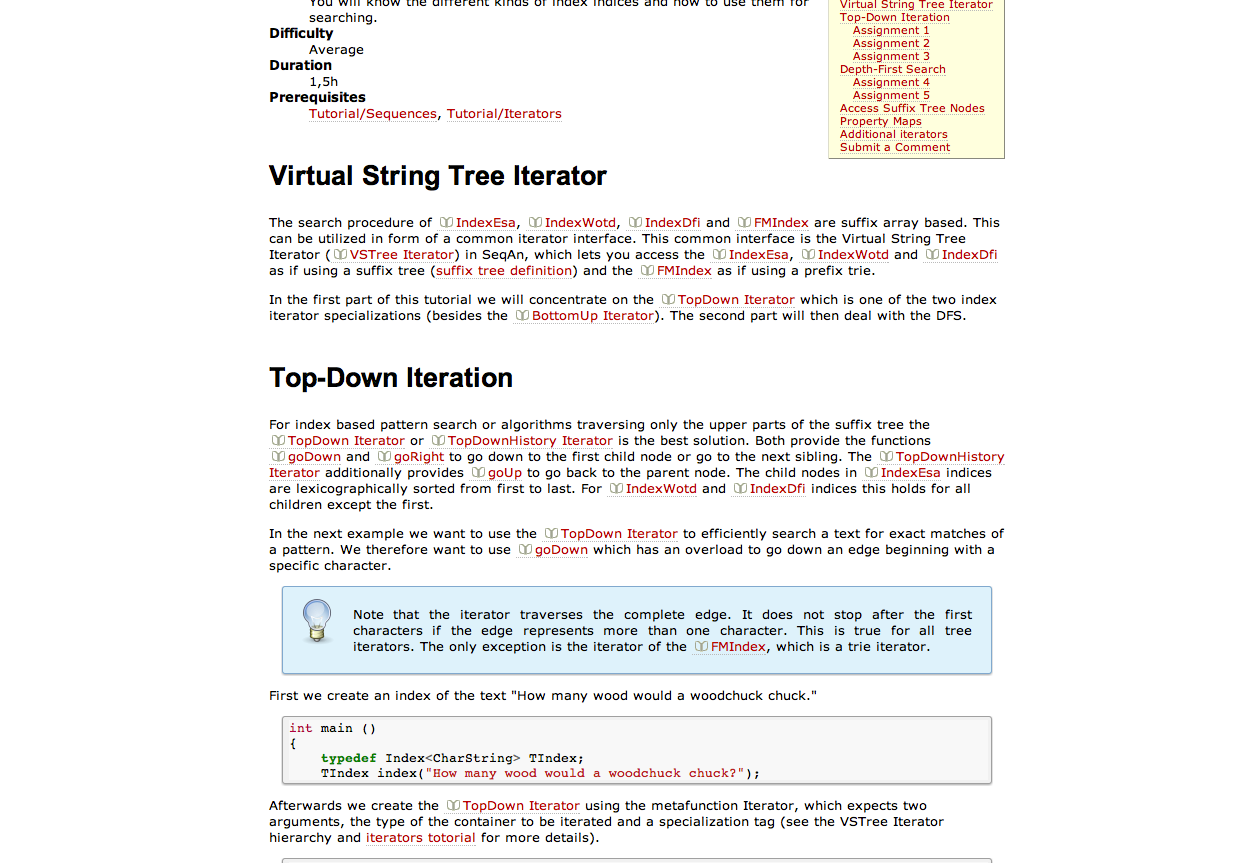 You will know the different kinds of index indices and how to use them for
searching.
Difficulty
Average
Duration
1,5h
Prerequisites
Tutorial/Sequences, Tutorial/Iterators
Virtual String Tree Iterator
Top-Down Iteration
Assignment 1
Assignment 2
Assignment 3
Depth-First Search
Assignment 4
Assignment 5
Access Suffix Tree Nodes
Property Maps
Additional iterators
Submit a Comment
Virtual String Tree Iterator
The search procedure of IndexEsa, IndexWotd, IndexDfi and FMIndex are suffix array based. This
can be utilized in form of a common iterator interface. This common interface is the Virtual String Tree
Iterator (VSTree Iterator) in SeqAn, which lets you access the IndexEsa, IndexWotd and IndexDfi
as if using a suffix tree (suffix tree definition) and the FMIndex as if using a prefix trie.
In the first part of this tutorial we will concentrate on the TopDown Iterator which is one of the two index
iterator specializations (besides the BottomUp Iterator). The second part will then deal with the DFS.
Top-Down Iteration
For index based pattern search or algorithms traversing only the upper parts of the suffix tree the
TopDown Iterator or TopDownHistory Iterator is the best solution. Both provide the functions
goDown and goRight to go down to the first child node or go to the next sibling. The TopDownHistory
Iterator additionally provides goUp to go back to the parent node. The child nodes in IndexEsa indices
are lexicographically sorted from first to last. For IndexWotd and IndexDfi indices this holds for all
children except the first.
In the next example we want to use the TopDown Iterator to efficiently search a text for exact matches of
a pattern. We therefore want to use goDown which has an overload to go down an edge beginning with a
specific character.
Note that the iterator traverses the complete edge. It does not stop after the first
characters if the edge represents more than one character. This is true for all tree
iterators. The only exception is the iterator of the FMIndex, which is a trie iterator.
First we create an index of the text "How many wood would a woodchuck chuck."
int main ()
{
typedef Index<CharString> TIndex;
TIndex index("How many wood would a woodchuck chuck?");
Afterwards we create the TopDown Iterator using the metafunction Iterator, which expects two
arguments, the type of the container to be iterated and a specialization tag (see the VSTree Iterator
hierarchy and iterators totorial for more details).